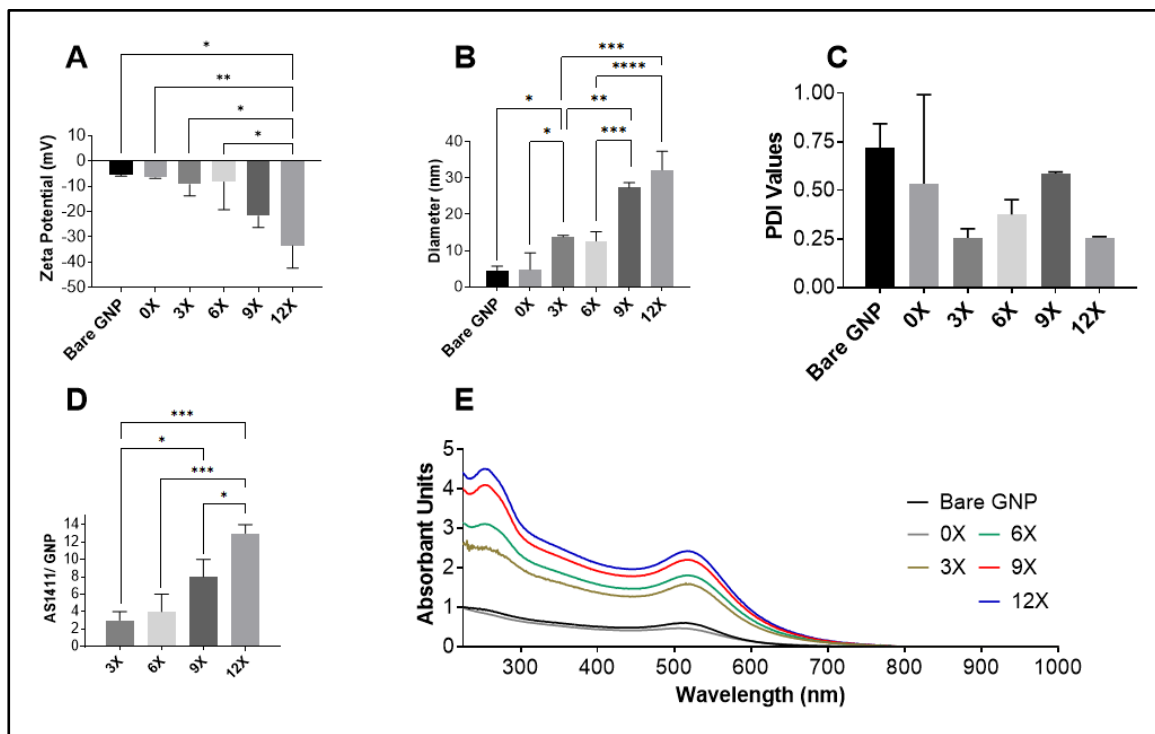 A
*
**
*
*
Zeta Potential (mV)
10
0
-10
-20
-30
-40
-50
Bare GNP
0X
3X
6X
9X
12X
B
***
****
*
**
*
***
Diameter (nm)
40
30
20
10
0
Bare GNP
0X
3X
6X
9X
12X
C
PDI Values
1.00
0.75
0.50
0.25
0.00
Bare GNP
0X
3X
6X
9X
12X
D
***
*
***
*
AS1411/ GNP
14
12
10
8
6
4
2
0
3X
6X
9X
12X
E
Absorbant Units
5
4
3
2
1
0
300
400
500
600
700
800
900
1000
Wavelength (nm)
Bare GNP
0X
6X
3X
9X
12X